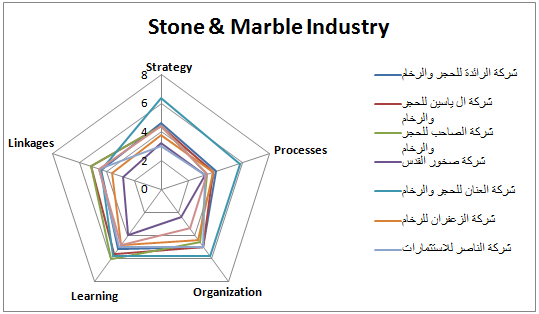 Stone & Marble Industry
Strategy
8
6
4
2
0
Processes
Organization
Learning
Linkages
شركة الرائدة للحجر والرخام
شركة ال ياسين للحجر
والرخام
شركة الصاحب للحجر
والرخام
شركة صخور القدس
شركة العنان للحجر والرخام
شركة الزعفران للرخام
شركة الناصر للاستثمارات